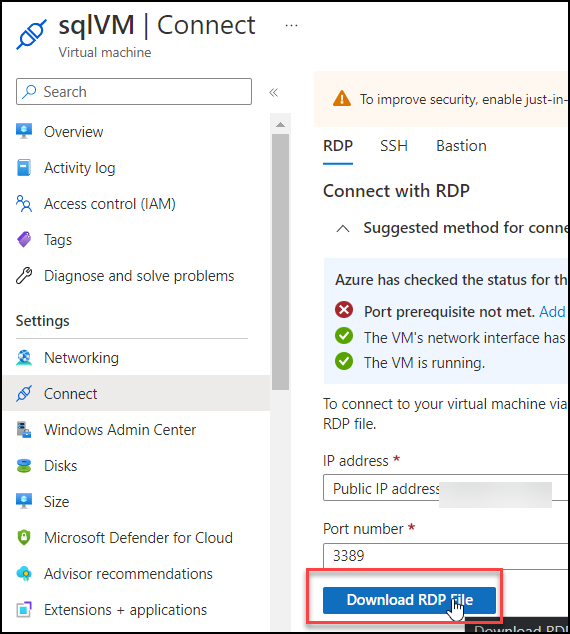 sqlVM | Connect ...
Virtual machine
Search
«
Overview
Activity log
Access control (IAM)
Tags
Diagnose and solve problems
Settings
Networking
Connect
Windows Admin Center
Disks
Size
Microsoft Defender for Cloud
Advisor recommendations
Extensions + applications
To improve security, enable just-in-
RDP SSH Bastion
Connect with RDP
Suggested method for conne
Azure has checked the status for th
Port prerequisite not met. Add
The VM's network interface has
The VM is running.
To connect to your virtual machine via
RDP file.
IP address *
Public IP address
Port number *
3389
Download RDP File
Download RDP